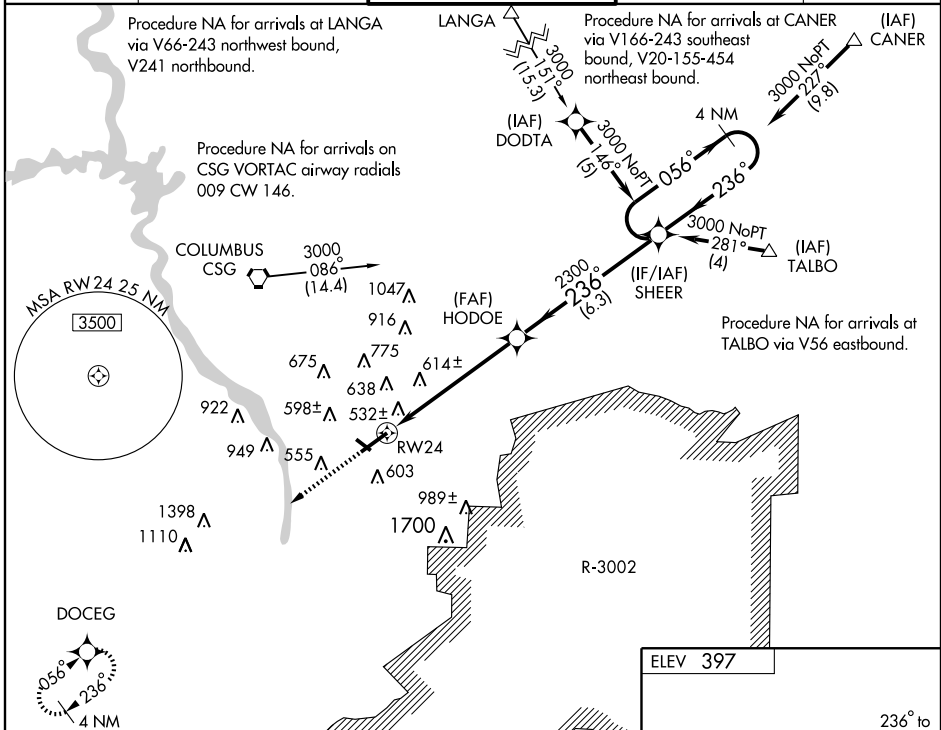 Procedure NA for arrivals at LANGA
via V66-243 northwest bound,
V241 northbound.
LANGA
3000
151°
(15.3)
Procedure NA for arrivals at CANER
via V166-243 southeast
bound, V20-155-454
northeast bound.
(IAF)
CANER
3000 NoPT
227°
(9.8)
(IAF)
DODTA
3000 NoPT
146°
(5)
4 NM
056°
236°
Procedure NA for arrivals on
CSG VORTAC airway radials
009 CW 146.
3000 NoPT
281°
(4)
(IAF)
TALBO
(IF/IAF)
SHEER
COLUMBUS
CSG
3000
086°
(14.4)
2300
236°
(6.3)
(FAF)
HODOE
MSA RW24 25 NM
3500
Procedure NA for arrivals at
TALBO via V56 eastbound.
1047
916
775
675
614±
638
598±
532±
922
949
555
RW24
603
989±
1700
1398
1110
R-3002
DOCEG
056°
236°
4 NM
ELEV 397
236° to